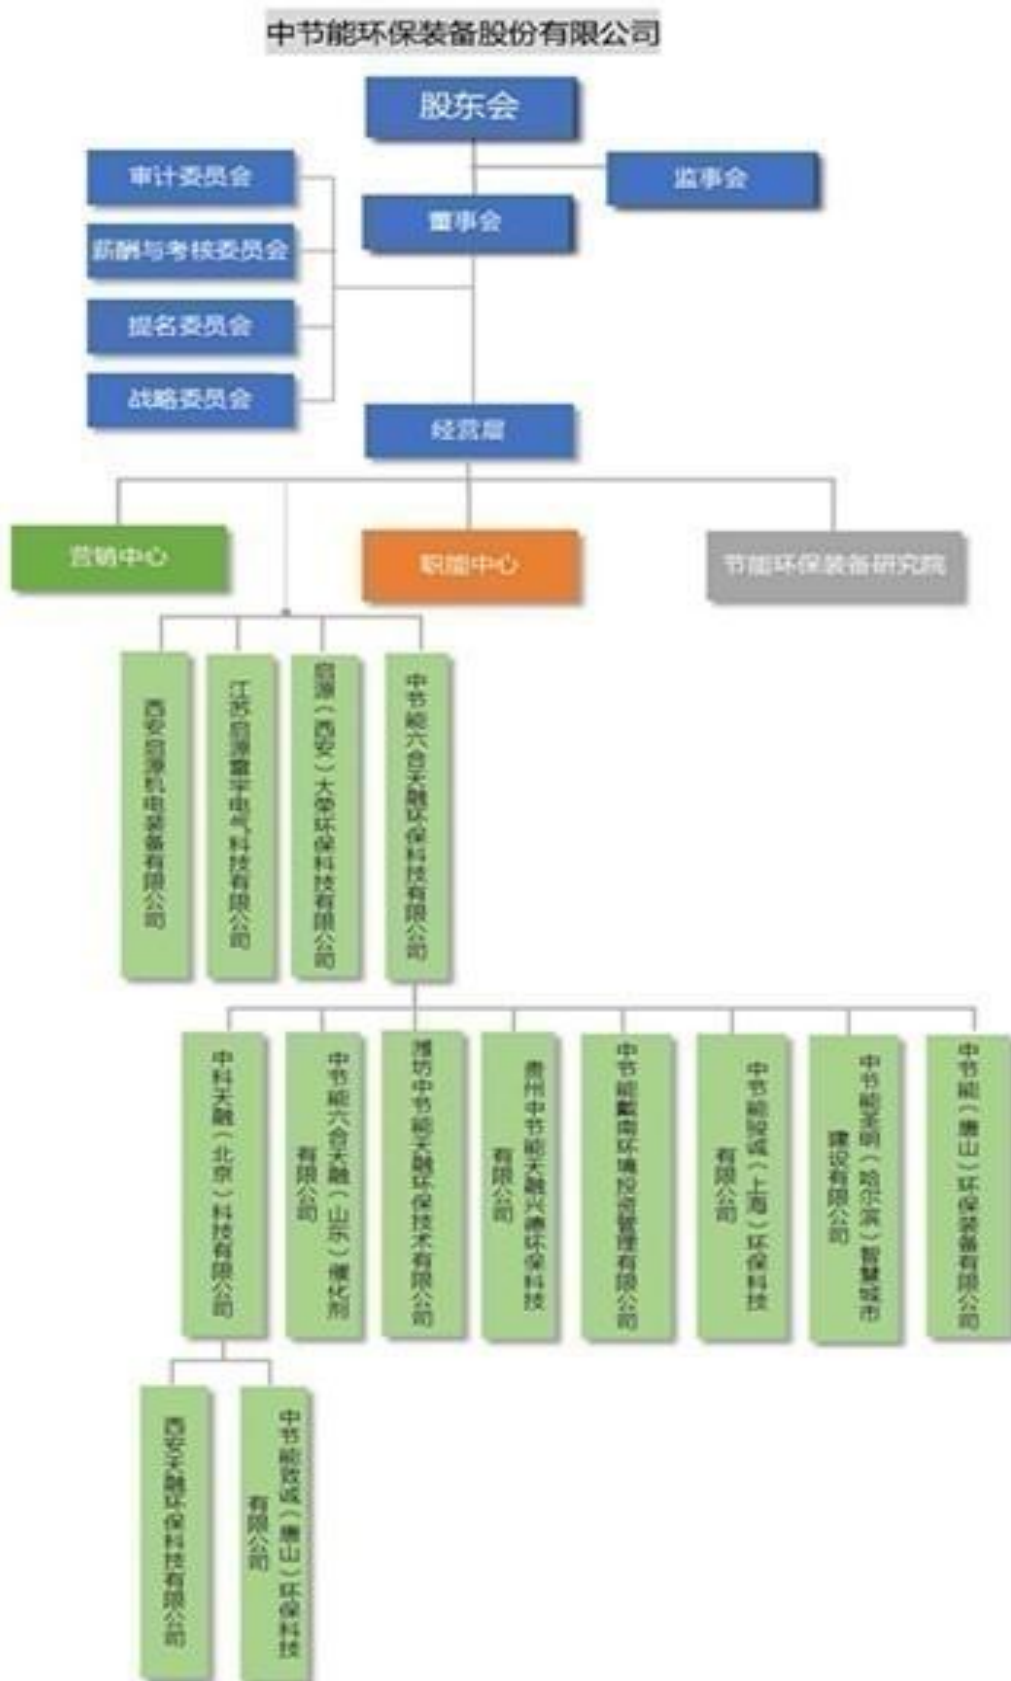 中节能环保装备股份有限公司
股东会
审计委员会
监事会
董事会
薪酬与考核委员会
提名委员会
战略委员会
经营层
营销中心
职能中心
节能环保装备研究院
西安启源机电装备有限公司
江苏启源雷宇电气科技有限公司
启源（西安）大荣环保科技有限公司
中节能六合天融环保科技有限公司
中科天融（北京）科技有限公司
中节能六合天融（山东）催化剂
有限公司
潍坊中节能天融环保技术有限公司
贵州中节能天融兴德环保科技
有限公司
中节能戴南环境投资管理有限公司
中节能骏诚（上海）环保科技
有限公司
中节能圣明（哈尔滨）智慧城市
建设有限公司
中节能（唐山）环保装备有限公司
西安天融环保科技有限公司
中节能致诚（唐山）环保科技
有限公司